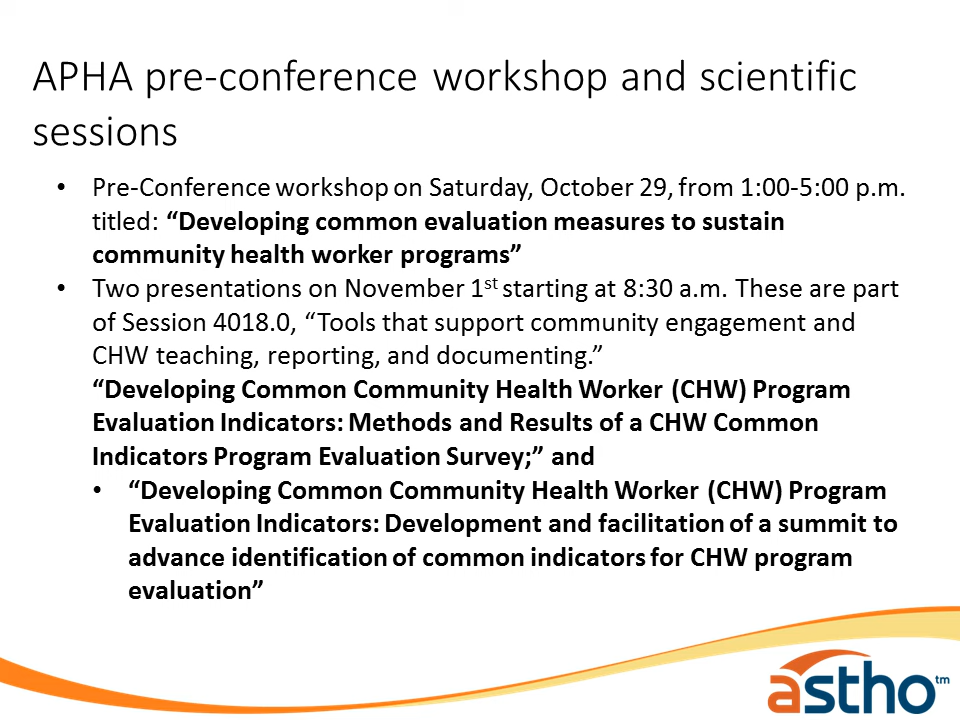 APHA pre-conference workshop and scientific
sessions
• Pre-Conference workshop on Saturday, October 29, from 1:00-5:00 p.m.
titled: “Developing common evaluation measures to sustain
community health worker programs”
• Two presentations on November 1st starting at 8:30 a.m. These are part
of Session 4018.0, “Tools that support community engagement and
CHW teaching, reporting, and documenting.”
“Developing Common Community Health Worker (CHW) Program
Evaluation Indicators: Methods and Results of a CHW Common
Indicators Program Evaluation Survey;” and
• “Developing Common Community Health Worker (CHW) Program
Evaluation Indicators: Development and facilitation of a summit to
advance identification of common indicators for CHW program
evaluation”
astho™